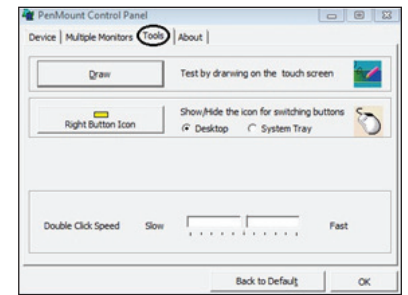 PenMount Control Panel
Device Multiple Monitors Tools About
Draw Test by drarwing on the touch screen
Show/Hide the icon for switching buttons
Right Button Icon Desktop System Tray
Double Click Speed Slow Fast
Back to Default OK